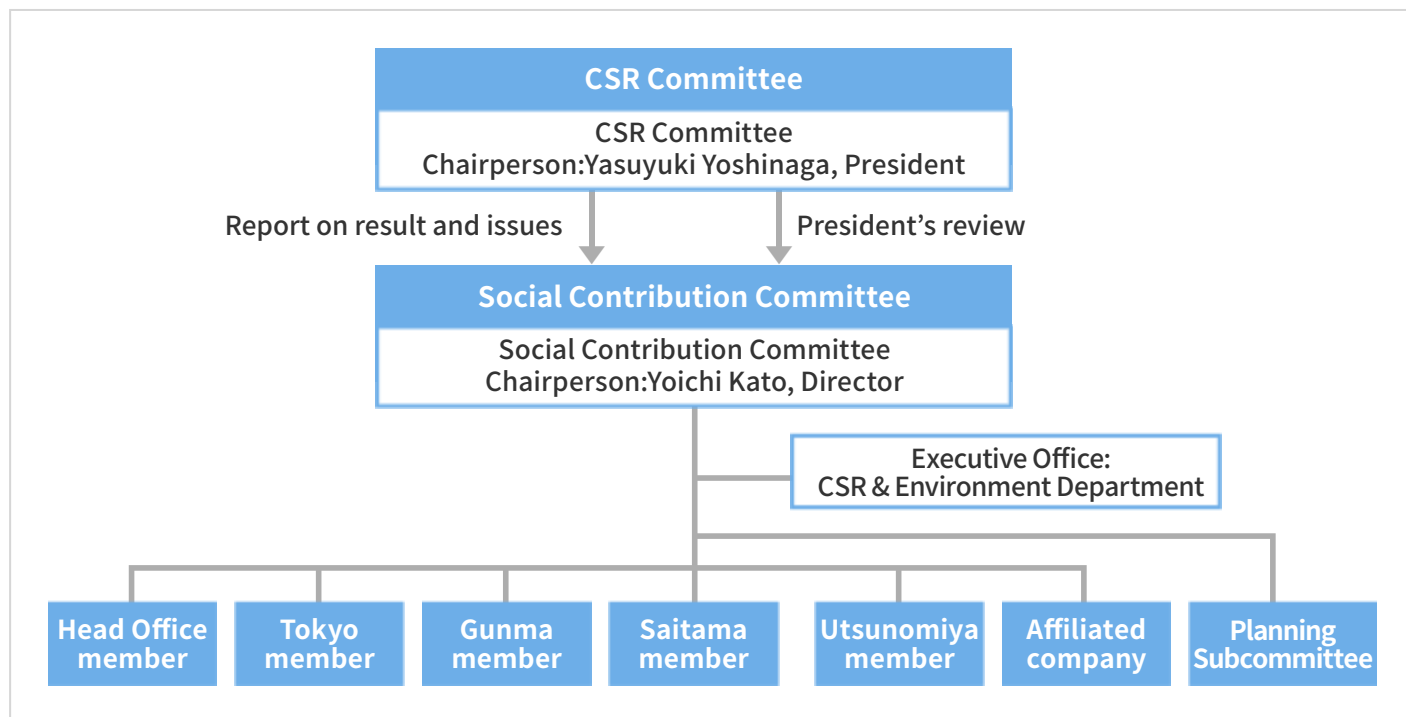 CSR Committee
CSR Committee
Chairperson:Yasuyuki Yoshinaga, President
Report on result and issues
President’s review
Social Contribution Committee
Social Contribution Committee
Chairperson:Yoichi Kato, Director
Executive Office:
CSR & Environment Department
Head Office
member
Tokyo
member
Gunma
member
Saitama
member
Utsunomiya
member
Affiliated
company
Planning
Subcommittee